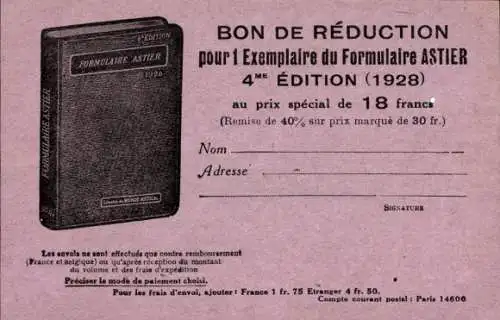 4e ÉDITION
FORMULAIRE ASTIER
1928
FORMULAIRE ASTIER
Librairie du MONDE MÉDICAL
BON DE RÉDUCTION
pour 1 Exemplaire du Formulaire ASTIER
4ME ÉDITION (1928)
au prix spécial de 18 francs
(Remise de 40% sur prix marqué de 30 fr.)
Nom
Adresse
SIGNATURE
Les envois ne sont effectués que contre remboursement
(France et Belgique) ou qu'après réception du montant
du volume et des frais d'expédition
Préciser le mode de paiement choisi.
Pour les frais d'envoi, ajouter: France 1 fr. 75 Etranger 4 fr. 50.
Compte courant postal: Paris 14606